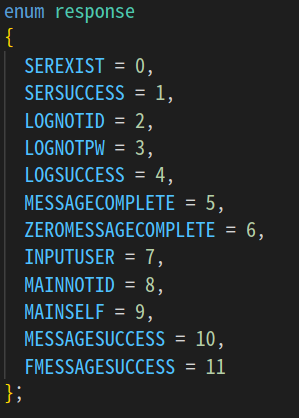 enum response
{
SEREXIST = 0,
SERSUCCESS = 1,
LOGNOTID = 2,
LOGNOTPW = 3,
LOGSUCCESS = 4,
MESSAGECOMPLETE = 5,
ZEROMESSAGECOMPLETE = 6,
INPUTUSER = 7,
MAINNOTID = 8,
MAINSELF = 9,
MESSAGESUCCESS = 10,
FMESSAGESUCCESS = 11
};